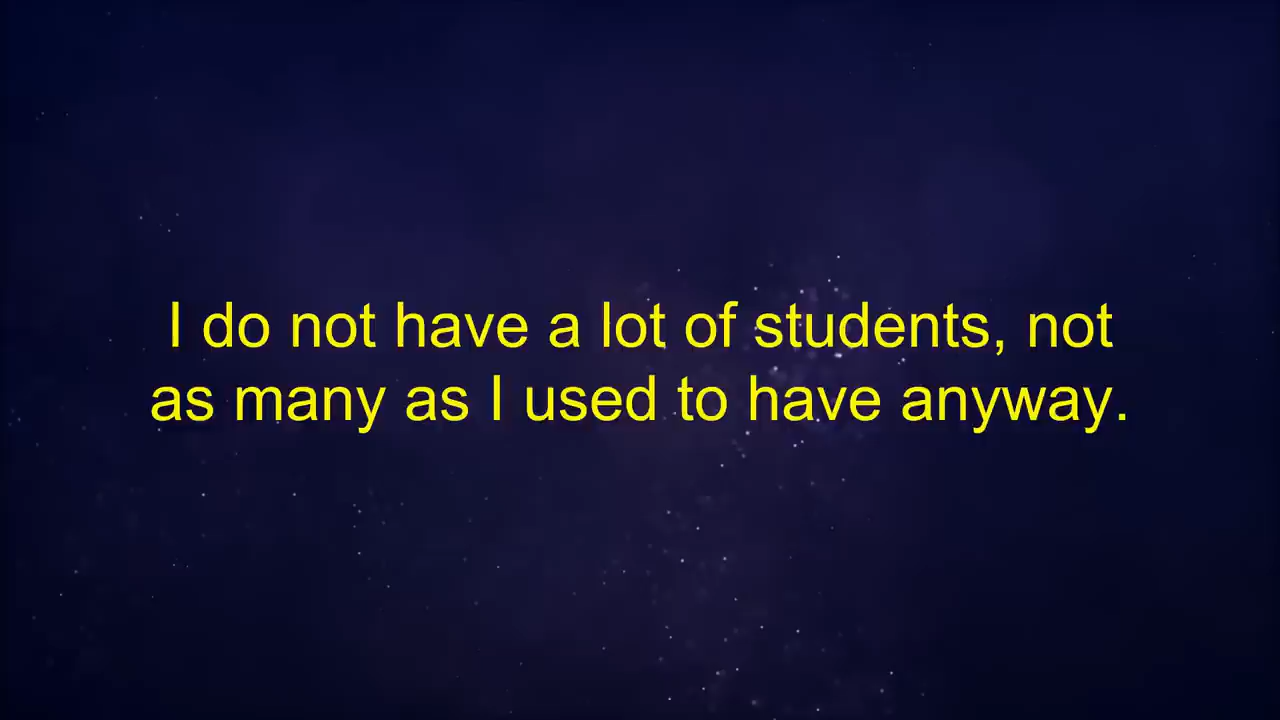 I do not have a lot of students, not
as many as I used to have anyway.